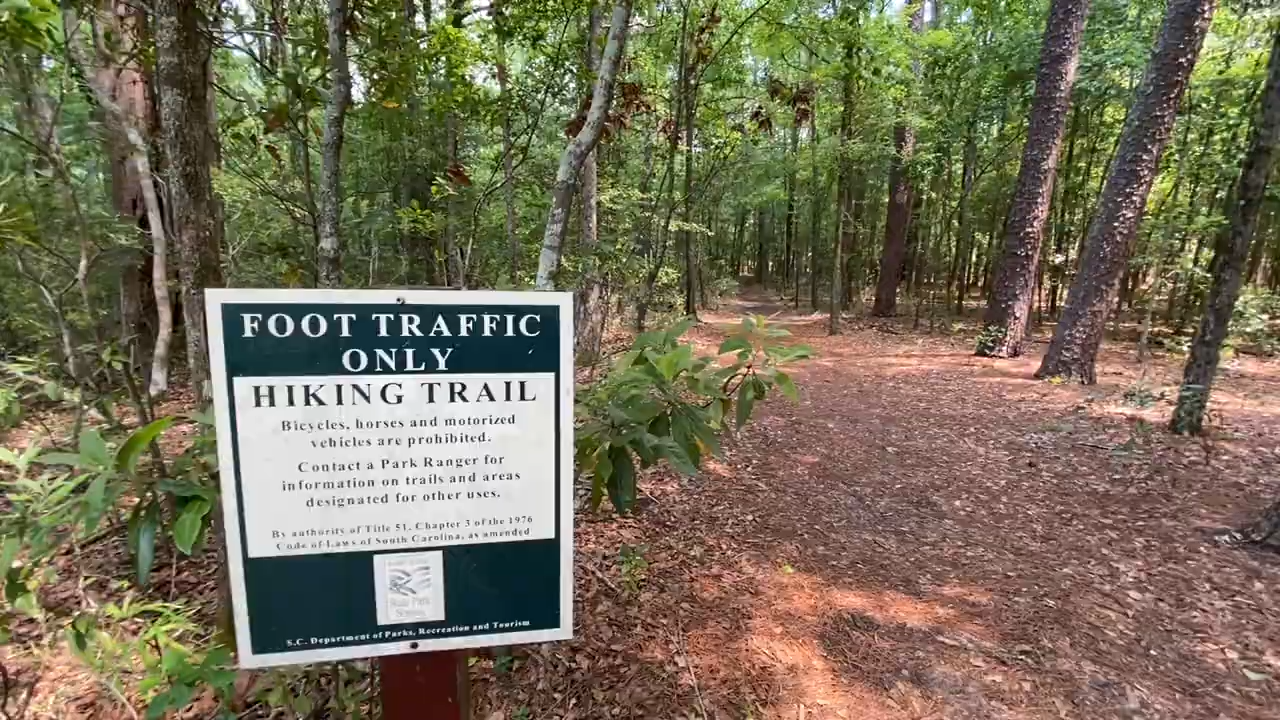 FOOT TRAFFIC
ONLY
HIKING TRAIL
Bicycles, horses and motorized
vehicles are prohibited.
Contact a Park Ranger for
information on trails and areas
designated for other uses.
By authority of Title 51, Chapter 3 of the 1976
Code of Laws of South Carolina, as amended
State Park
S.C. Department of Parks, Recreation and Tourism